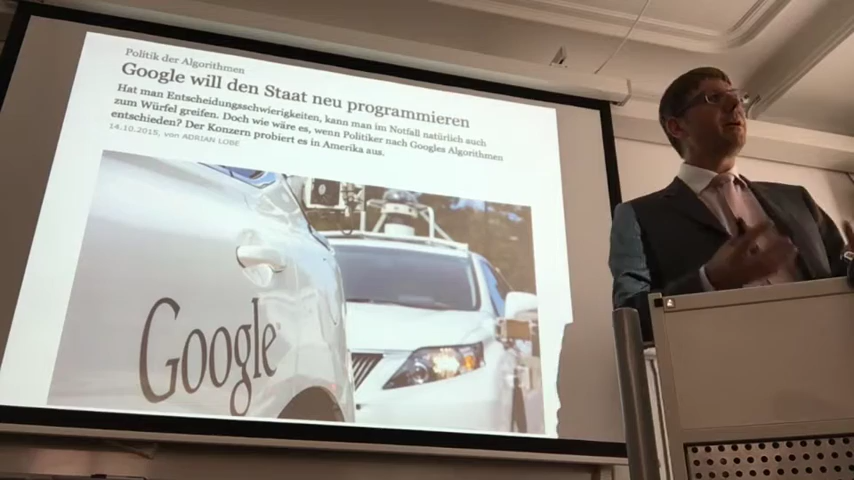 Politik der Algorithmen
Google will den Staat neu programmieren
Hat man Entscheidungsschwierigkeiten, kann man im Notfall natürlich auch
zum Würfel greifen. Doch wie wäre es, wenn Politiker nach Googles Algorithmen
entschieden? Der Konzern probiert es in Amerika aus.
14.10.2015, von ADRIAN LOBE
Google